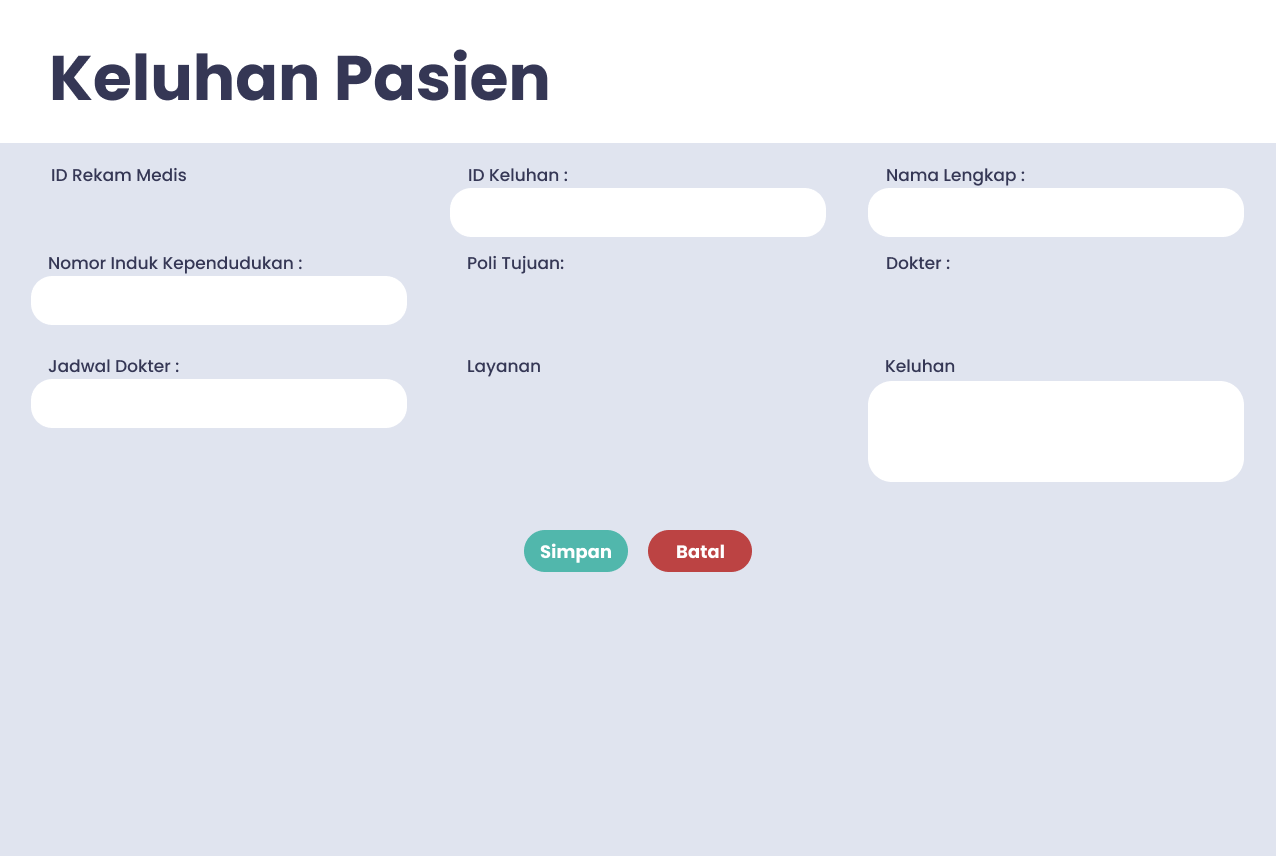 Keluhan Pasien
ID Rekam Medis
ID Keluhan :
Nama Lengkap :
Nomor Induk Kependudukan :
Poli Tujuan:
Dokter :
Jadwal Dokter :
Layanan
Keluhan
Simpan
Batal